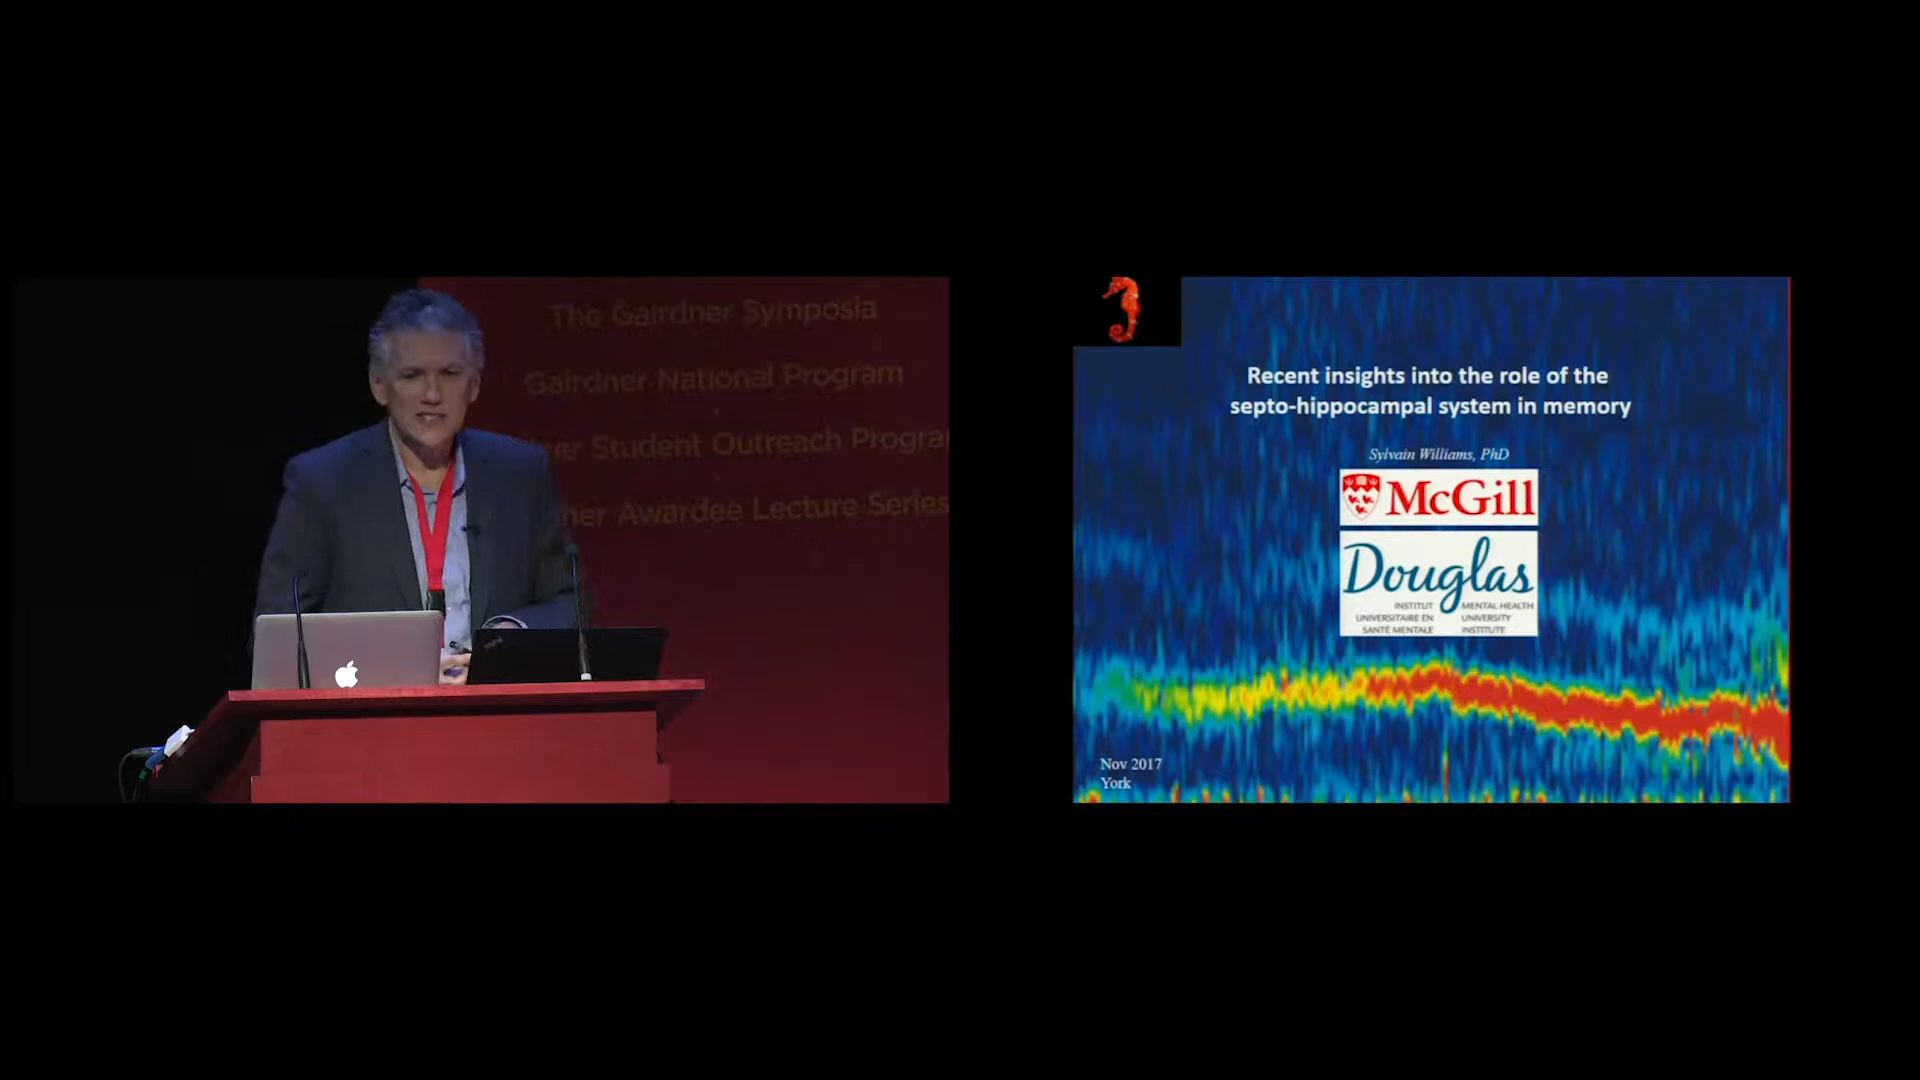 The Gairdner Symposia
Gairdner National Program
Student Outreach
Awardee Lecture Series
Recent insights into the role of the
septo-hippocampal system in memory
Sylvain Williams, PhD
McGill
Douglas
INSTITUT
UNIVERSITAIRE EN
SANTÉ MENTALE
MENTAL HEALTH
UNIVERSITY
INSTITUTE
Nov 2017
York